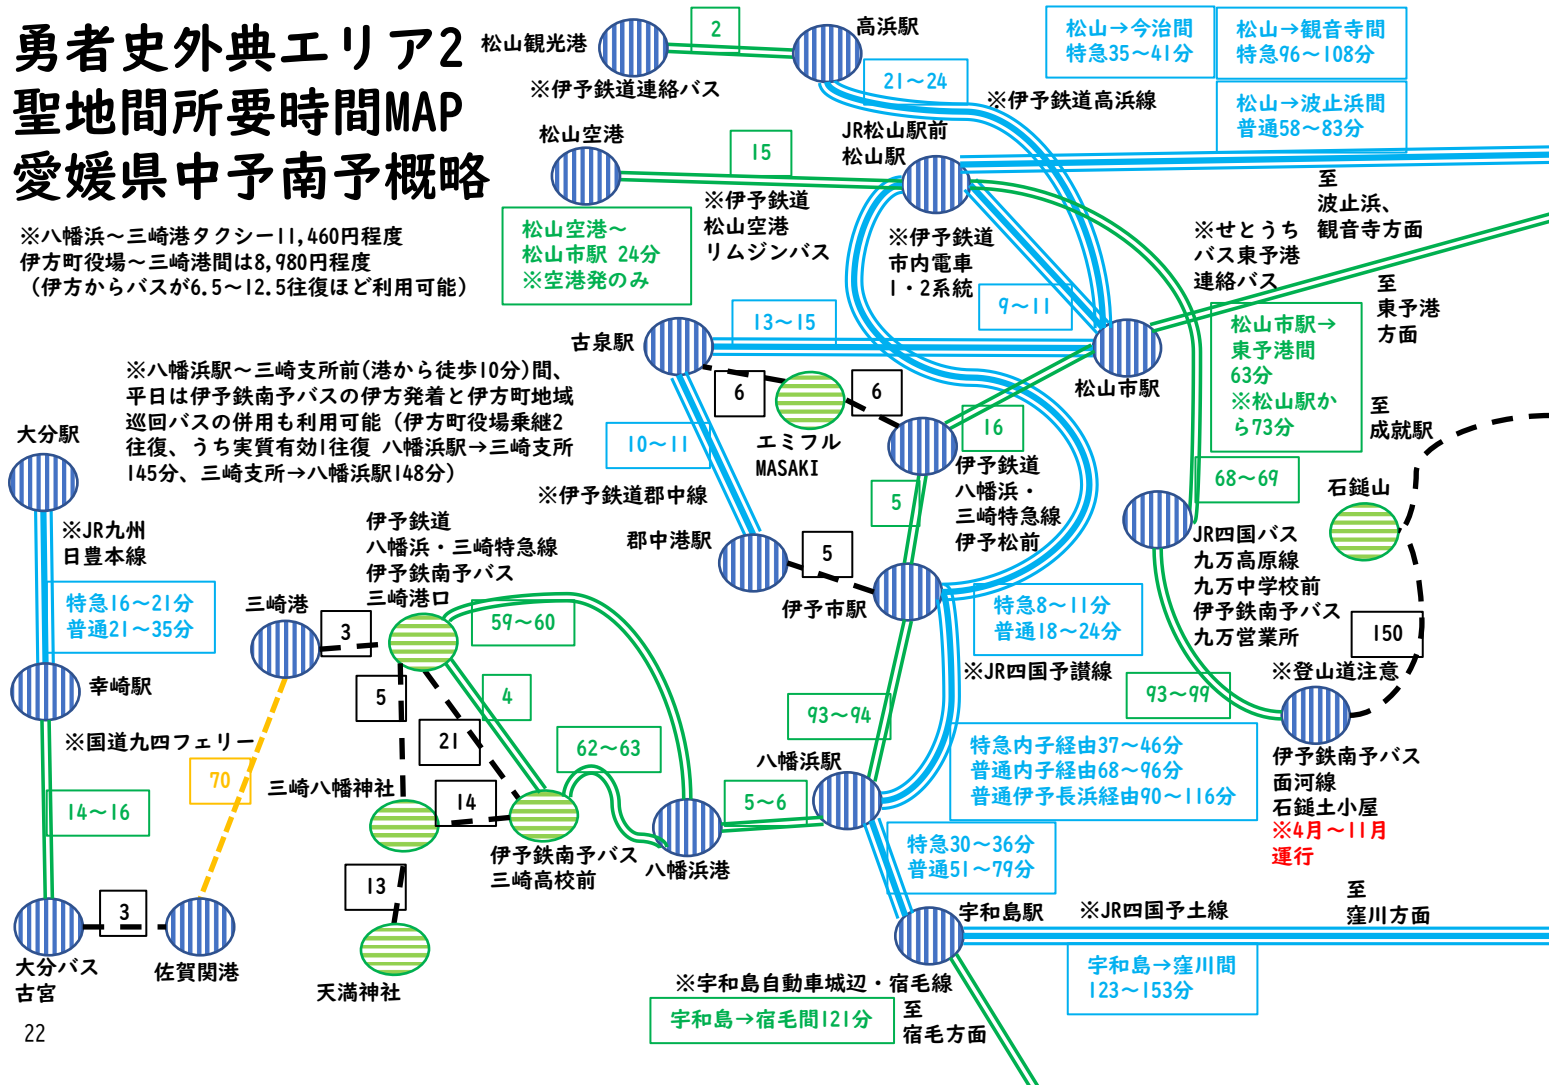 勇者史外典エリア2
聖地間所要時間MAP
愛媛県中予南予概略
※八幡浜～三崎港タクシー11,460円程度
伊方町役場～三崎港間は8,980円程度
（伊方からバスが6.5～12.5往復ほど利用可能）
松山観光港
2
高浜駅
※伊予鉄道連絡バス
21～24
※伊予鉄道高浜線
松山→今治間
特急35～41分
松山→観音寺間
特急96～108分
松山→波止浜間
普通58～83分
松山空港
15
JR松山駅前
松山駅
※伊予鉄道
松山空港
リムジンバス
松山空港～
松山市駅 24分
※空港発のみ
※伊予鉄道
市内電車
1・2系統
9～11
至
波止浜、
観音寺方面
※せとうち
バス東予港
連絡バス
至
東予港
方面
松山市駅→
東予港間
63分
※松山駅か
ら73分
古泉駅
13～15
松山市駅
6
6
エミフル
MASAKI
16
10～11
※伊予鉄道郡中線
伊予鉄道
八幡浜・
三崎特急線
伊予松前
5
郡中港駅
5
伊予市駅
至
成就駅
68～69
石鎚山
JR四国バス
久万高原線
久万中学校前
伊予鉄南予バス
久万営業所
150
※登山道注意
93～99
伊予鉄南予バス
面河線
石鎚土小屋
※4月～11月
運行
※八幡浜駅～三崎支所前(港から徒歩10分)間、
平日は伊予鉄南予バスの伊方発着と伊方町地域
巡回バスの併用も利用可能（伊方町役場乗継2
往復、うち実質有効1往復 八幡浜駅→三崎支所
145分、三崎支所→八幡浜駅148分）
大分駅
※JR九州
日豊本線
特急16～21分
普通21～35分
幸崎駅
14～16
大分バス
古宮
3
佐賀関港
※国道九四フェリー
70
三崎港
3
伊予鉄道
八幡浜・三崎特急線
伊予鉄南予バス
三崎港口
59～60
5
4
21
62～63
三崎八幡神社
14
伊予鉄南予バス
三崎高校前
13
天満神社
八幡浜港
5～6
八幡浜駅
93～94
特急8～11分
普通18～24分
※JR四国予讃線
特急内子経由37～46分
普通内子経由68～96分
普通伊予長浜経由90～116分
特急30～36分
普通51～79分
宇和島駅
※JR四国予土線
至
窪川方面
宇和島→窪川間
123～153分
※宇和島自動車城辺・宿毛線
宇和島→宿毛間121分
至
宿毛方面
22